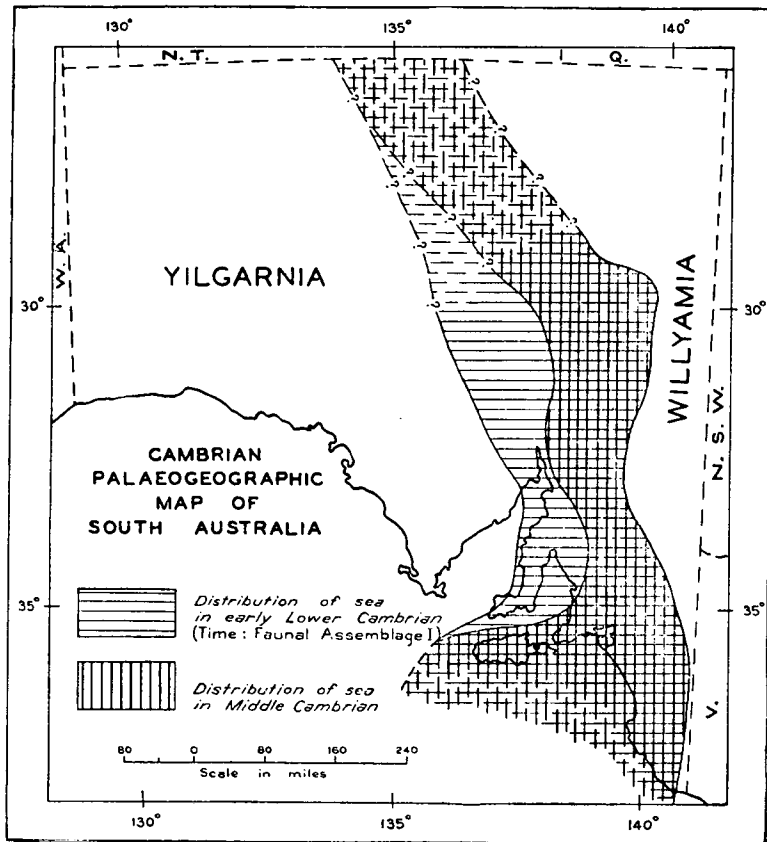 130° 135° 140°
N.T. Q.
? ?
? ?
? ?
? ?
W.A.
YILGARNIA
WILLYAMIA
30° 30°
N.S.W.
CAMBRIAN
PALAEOGEOGRAPHIC
MAP OF
SOUTH AUSTRALIA
35° 35°
Distribution of sea
in early Lower Cambrian
(Time: Faunal Assemblage I)
Distribution of sea
in Middle Cambrian
V.
80 0 80 160 240
Scale in miles
130° 135° 140°